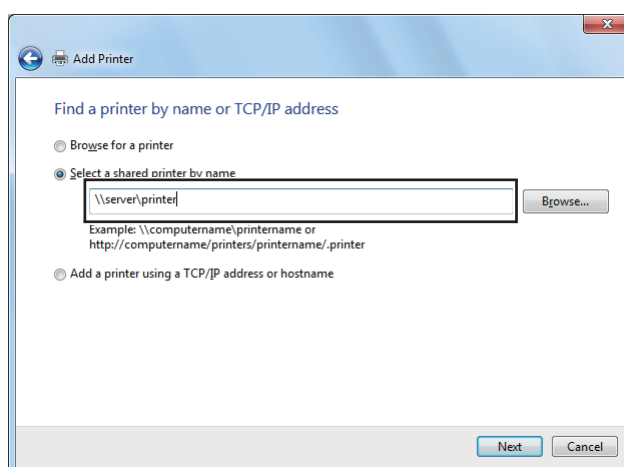 Add Printer
Find a printer by name or TCP/IP address
Browse for a printer
Select a shared printer by name
\\server\printer
Browse...
Example: \\computername\printername or
http://computername/printers/printername/.printer
Add a printer using a TCP/IP address or hostname
Next
Cancel